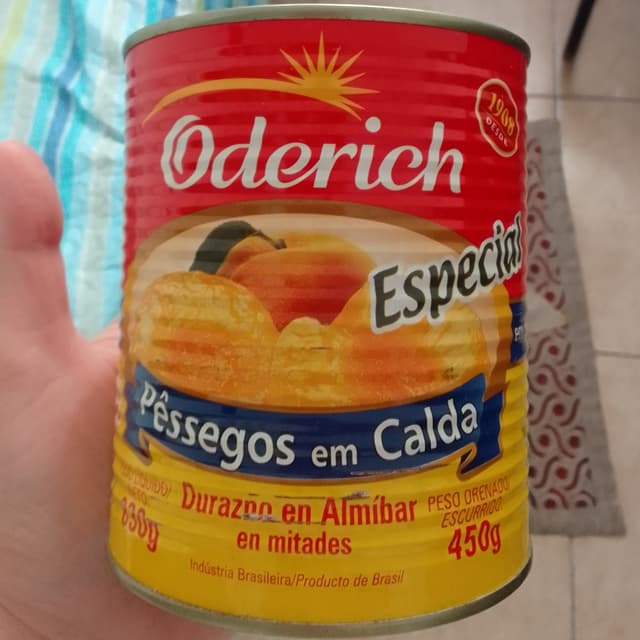 Oderich
1908
DESDE
Especial
Pêssegos em Calda
LÍQUIDO/
Durazno en Almíbar
en mitades
PESO DRENADO/
ESCURRIDO
450g
Indústria Brasileira/Producto de Brasil